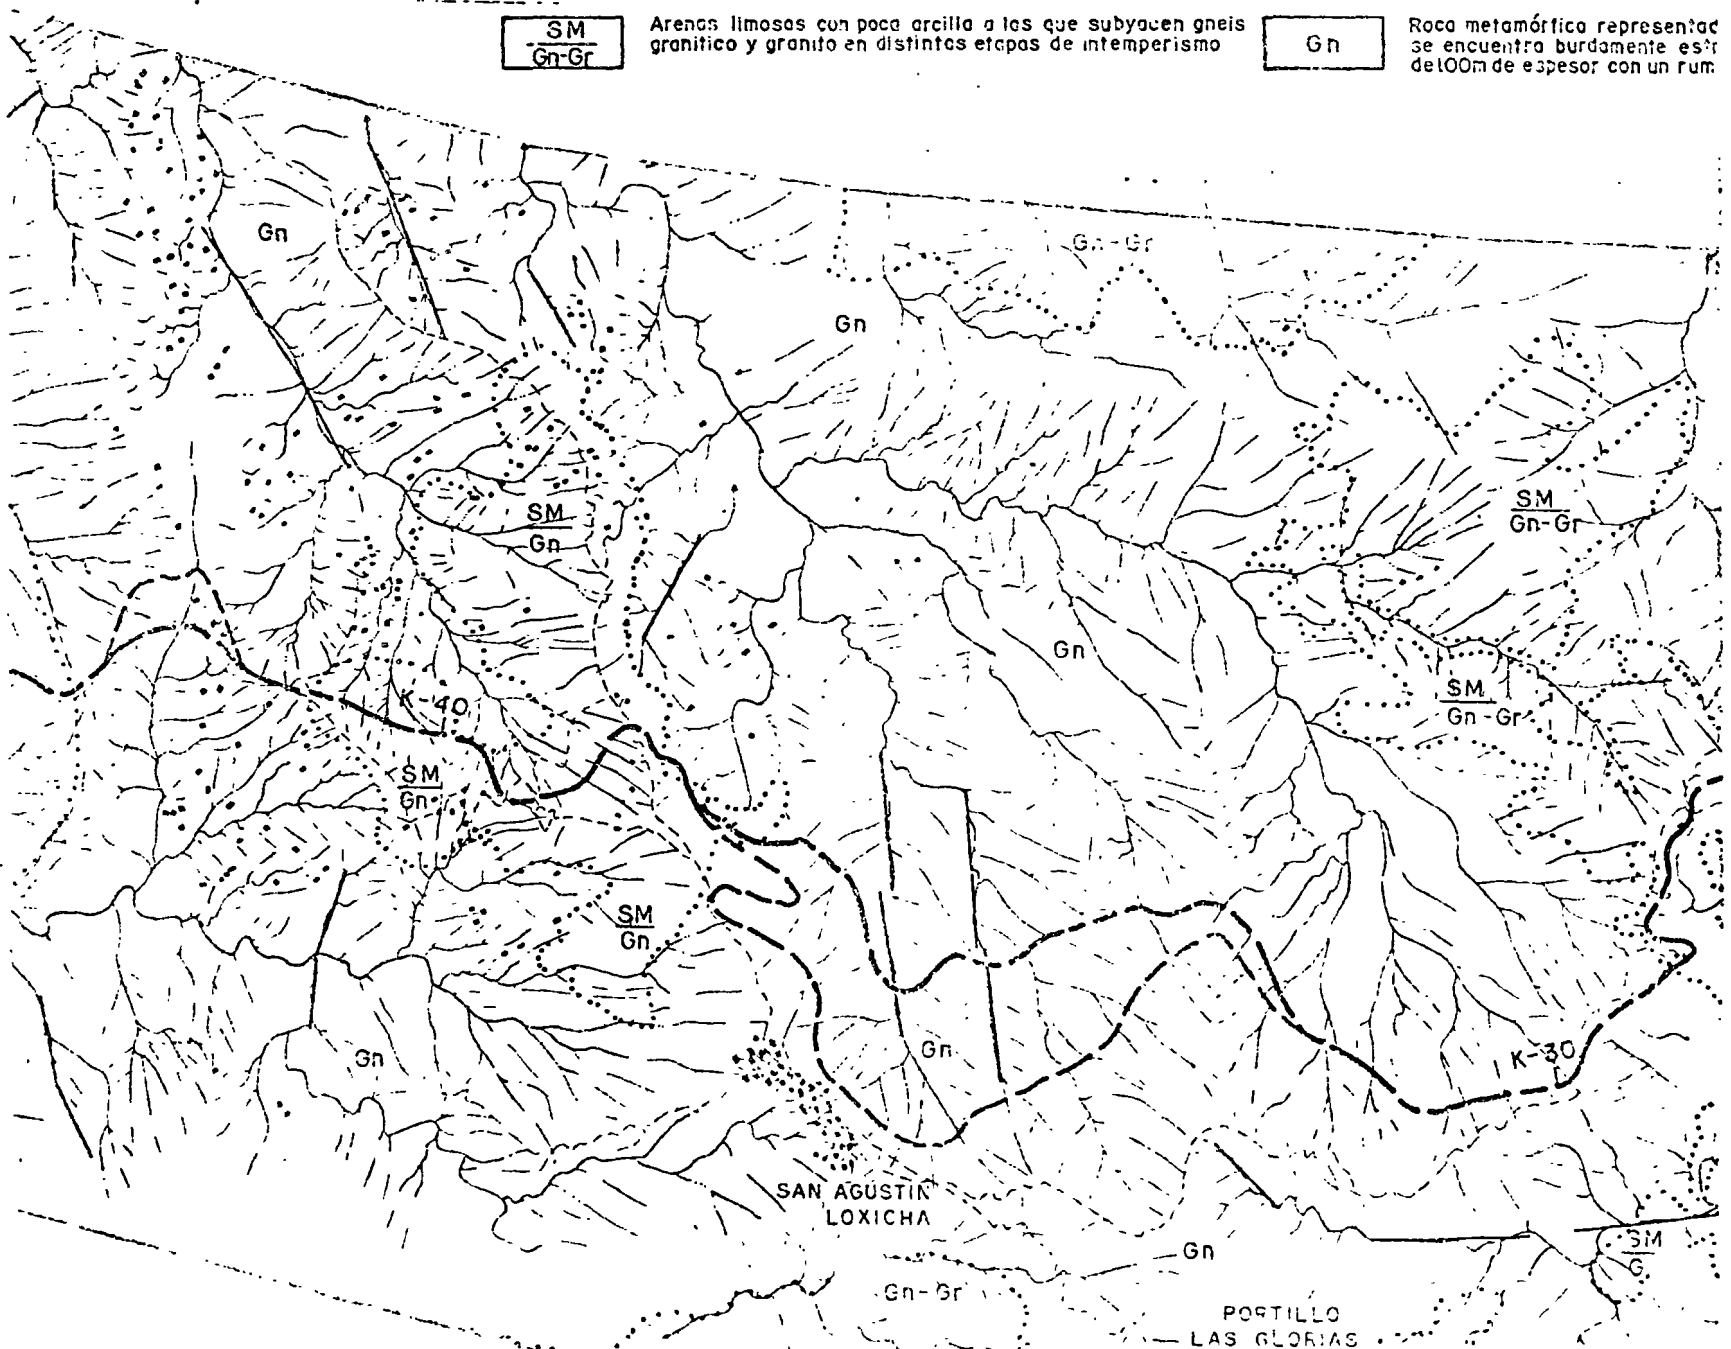 SM
Gn-Gr
Arenas limosas con poca arcilla a las que subyacen gneis
granítico y granito en distintas etapas de intemperismo
Gn
Roca metamórfica representad
se encuentra burdamente estr
de 100m de espesor con un rum
Gn
Gn-Gr
Gn
SM
Gn
SM
Gn-Gr
Gn
SM
Gn-Gr
K-40
SM
Gn
SM
Gn
Gn
Gn
K-30
SAN AGUSTIN
LOXICHA
Gn
SM
G
Gn-Gr
PORTILLO
LAS GLORIAS